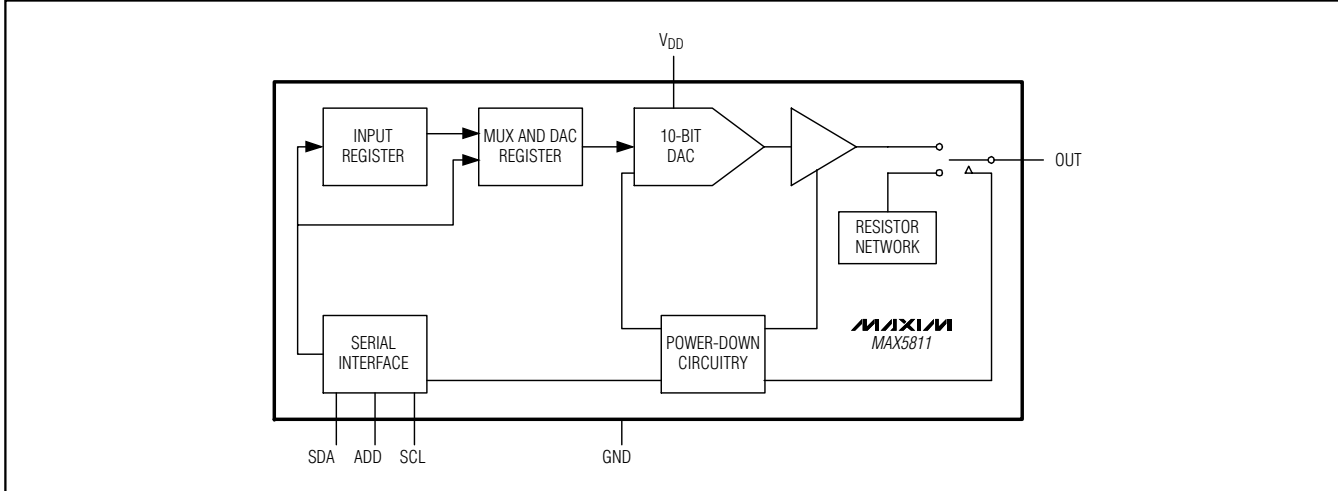 VDD
INPUT
REGISTER
MUX AND DAC
REGISTER
10-BIT
DAC
OUT
RESISTOR
NETWORK
SERIAL
INTERFACE
POWER-DOWN
CIRCUITRY
MAXIM
MAX5811
SDA ADD SCL
GND